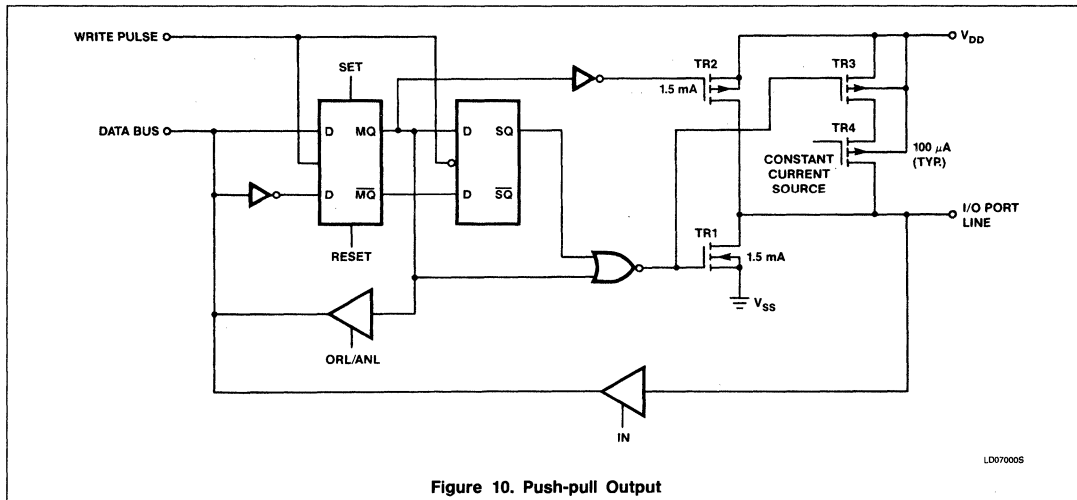 WRITE PULSE
V_DD
SET
TR2
TR3
1.5 mA
DATA BUS
D
MQ
D
SQ
TR4
100 μA
(TYP.)
CONSTANT
CURRENT
SOURCE
D
M̅Q̅
D
S̅Q̅
I/O PORT
LINE
TR1
RESET
1.5 mA
V_SS
ORL/ANL
IN
LD07000S
Figure 10. Push-pull Output